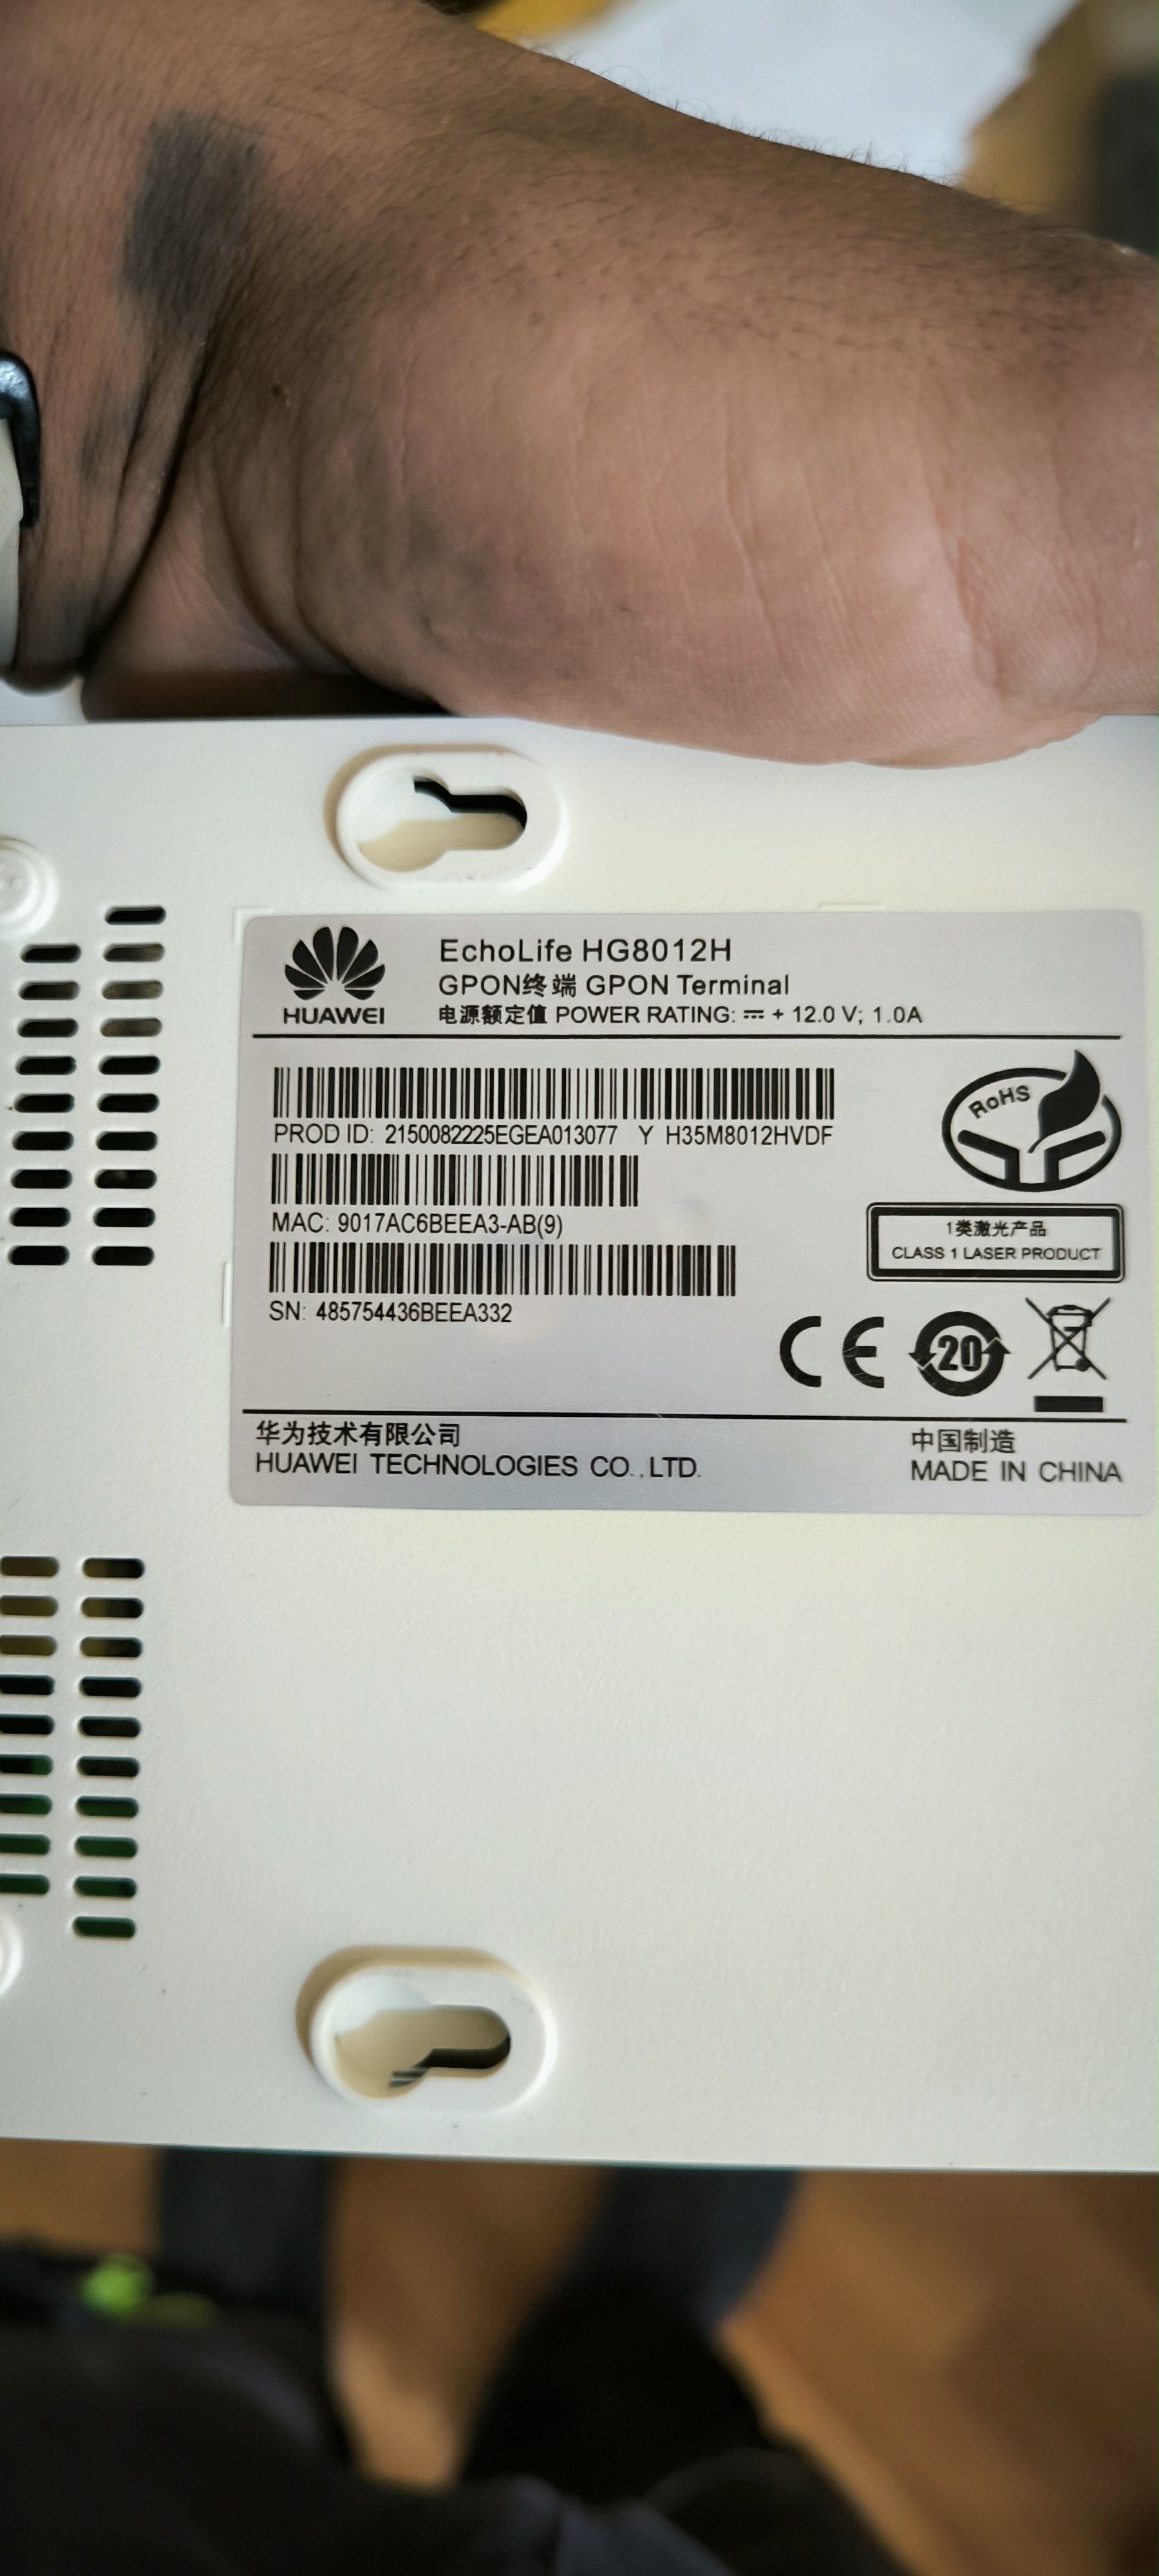 HUAWEI
EchoLife HG8012H
GPON终端 GPON Terminal
电源额定值 POWER RATING: ⎓ + 12.0 V; 1.0A
PROD ID: 2150082225EGEA013077 Y H35M8012HVDF
MAC: 9017AC6BEEA3-AB(9)
SN: 485754436BEEA332
RoHS
1类激光产品
CLASS 1 LASER PRODUCT
CE
20
华为技术有限公司
HUAWEI TECHNOLOGIES CO.,LTD.
中国制造
MADE IN CHINA